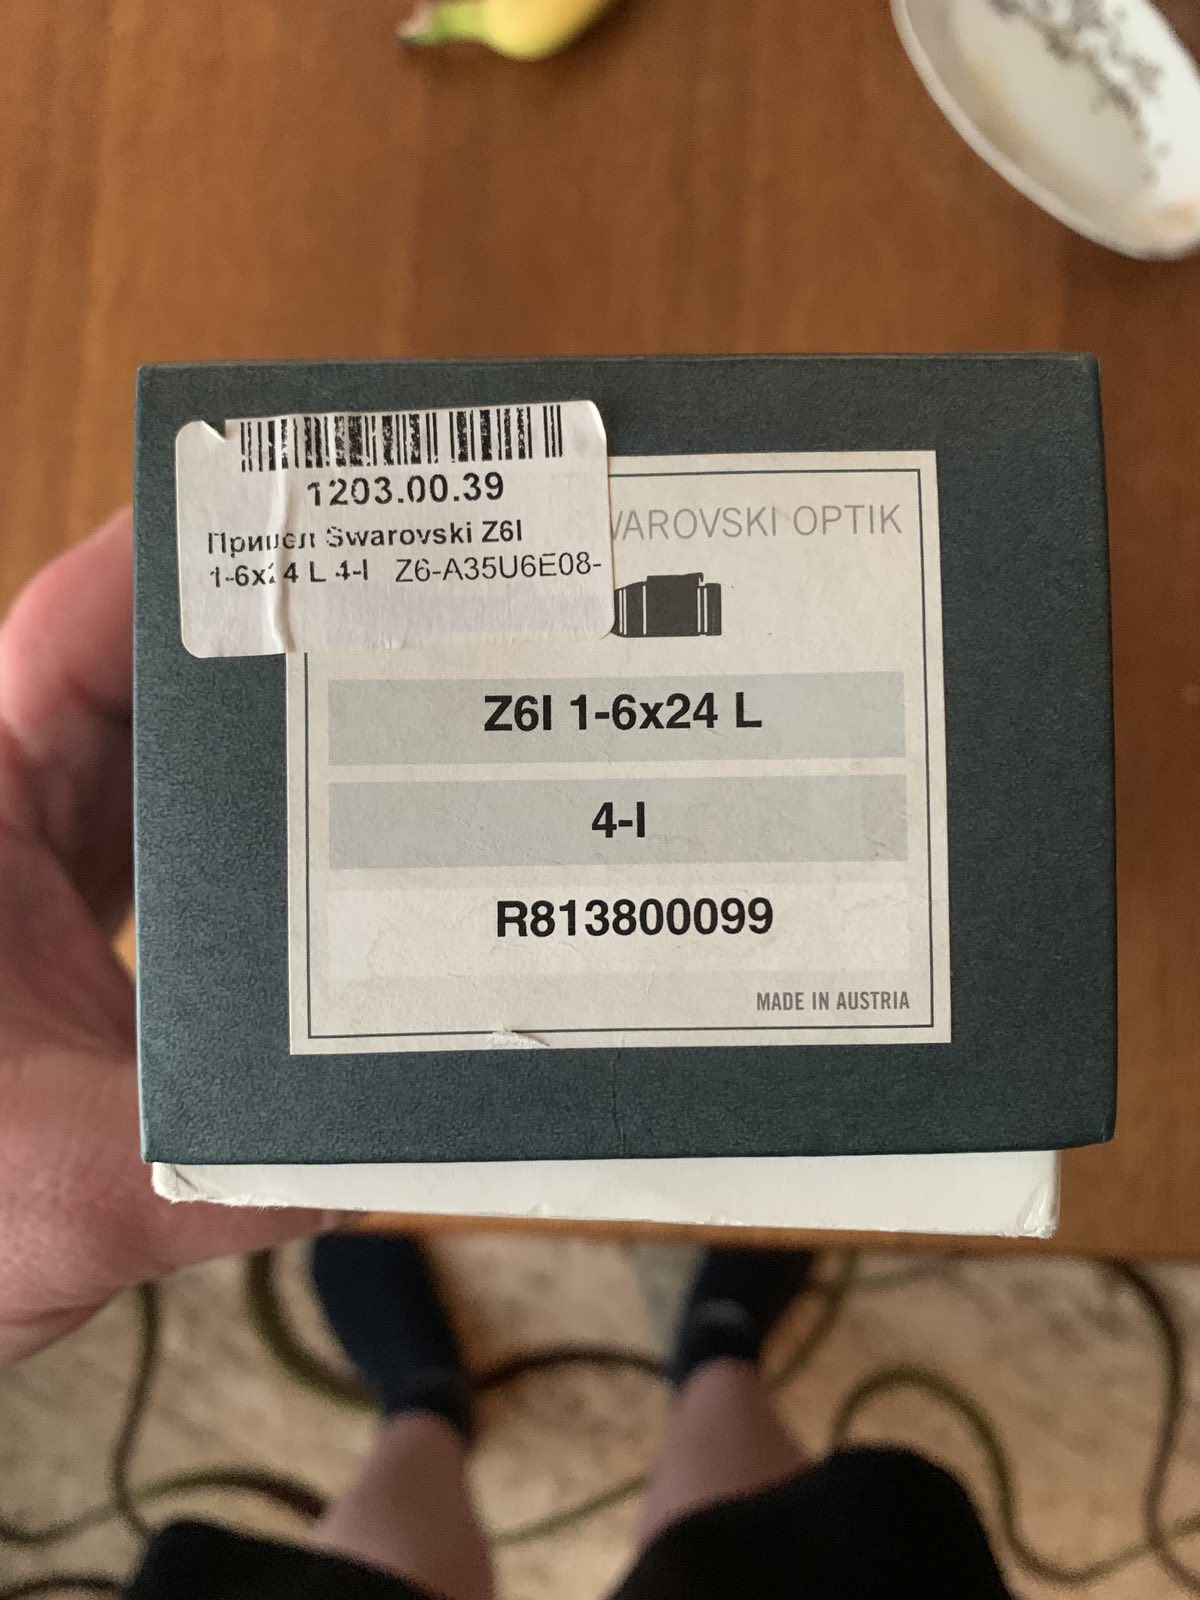 1203.00.39
Прицел Swarovski Z6I
1-6x24 L 4-I Z6-A35U6E08-
WAROVSKI OPTIK
Z6I 1-6x24 L
4-I
R813800099
MADE IN AUSTRIA